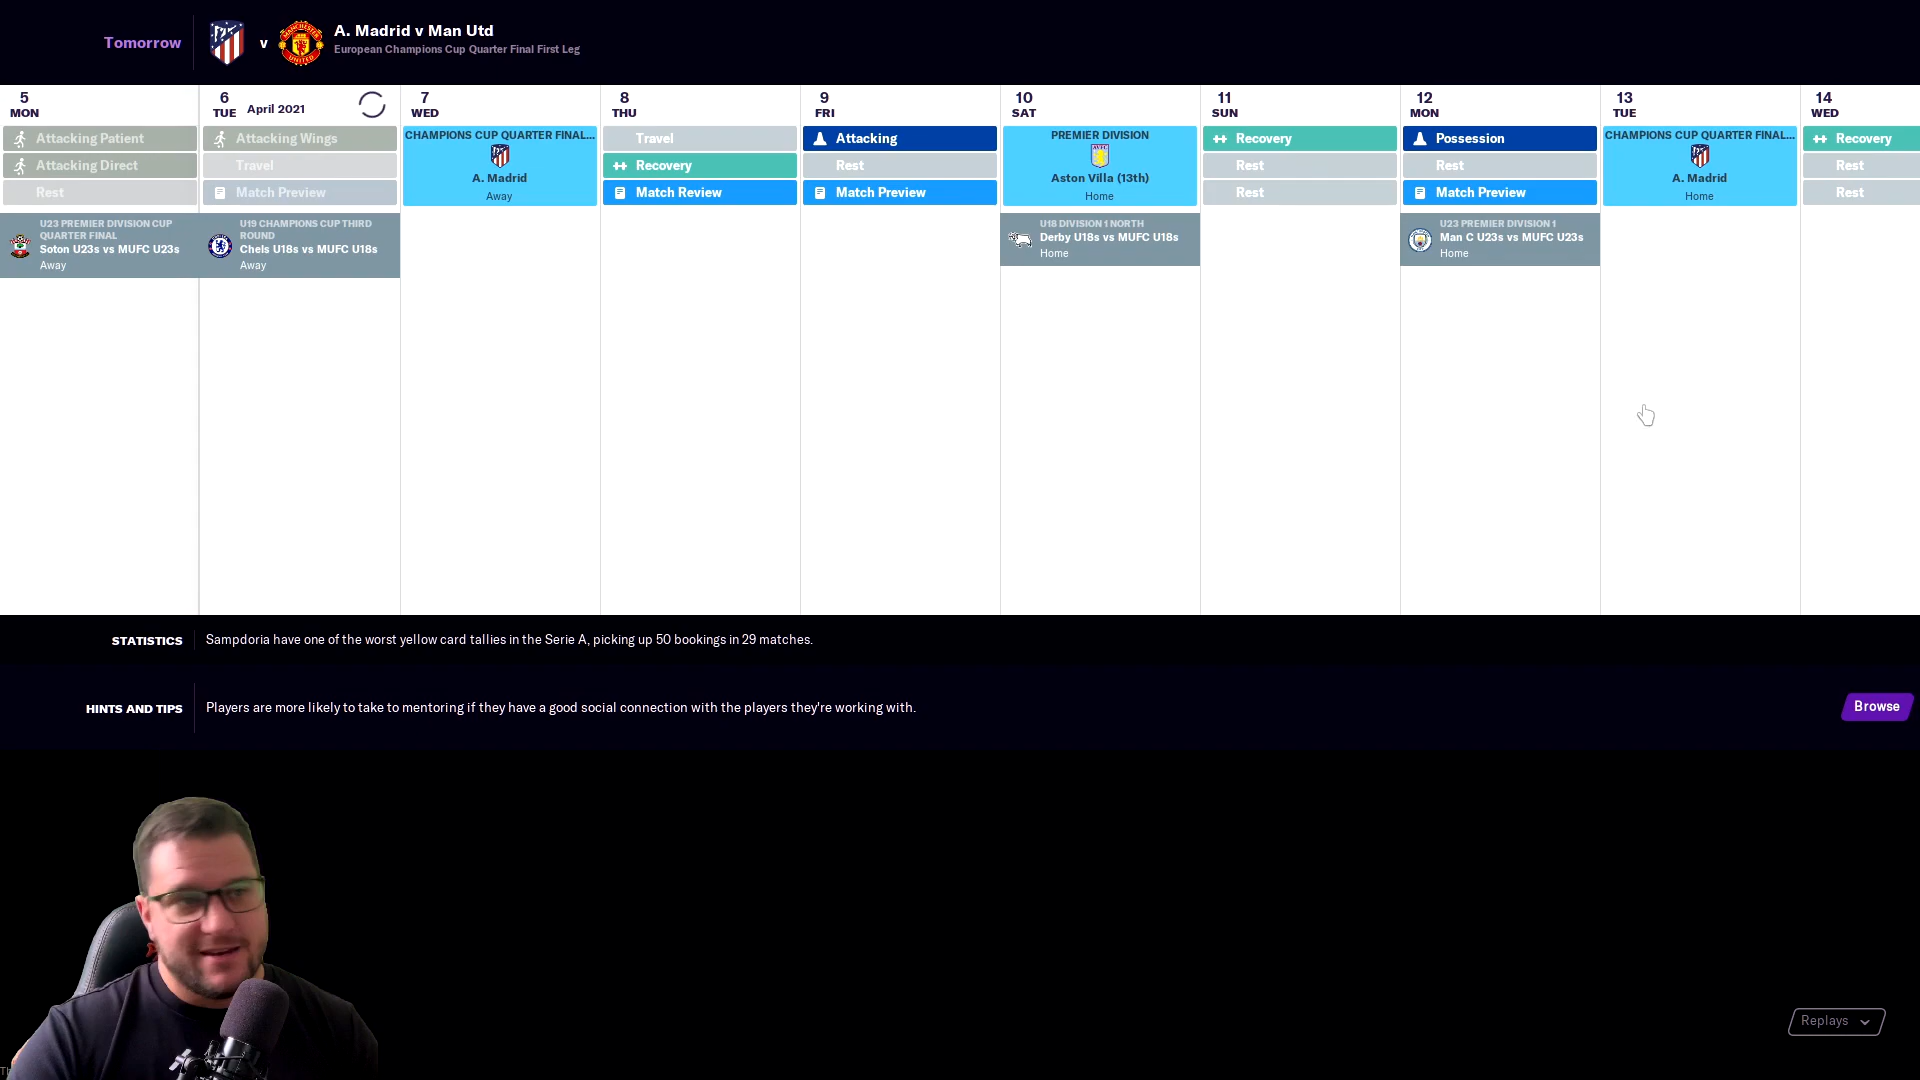 Tomorrow
v
A. Madrid v Man Utd
European Champions Cup Quarter Final First Leg
5
MON
Attacking Patient
Attacking Direct
Rest
U23 PREMIER DIVISION CUP
QUARTER FINAL
Soton U23s vs MUFC U23s
Away
6
TUE
April 2021
Attacking Wings
Travel
Match Preview
U19 CHAMPIONS CUP THIRD
ROUND
Chels U18s vs MUFC U18s
Away
7
WED
CHAMPIONS CUP QUARTER FINAL...
A. Madrid
Away
8
THU
Travel
Recovery
Match Review
9
FRI
Attacking
Rest
Match Preview
10
SAT
PREMIER DIVISION
Aston Villa (13th)
Home
U18 DIVISION 1 NORTH
Derby U18s vs MUFC U18s
Home
11
SUN
Recovery
Rest
Rest
12
MON
Possession
Rest
Match Preview
U23 PREMIER DIVISION 1
Man C U23s vs MUFC U23s
Home
13
TUE
CHAMPIONS CUP QUARTER FINAL...
A. Madrid
Home
14
WED
Recovery
Rest
Rest
STATISTICS
Sampdoria have one of the worst yellow card tallies in the Serie A, picking up 50 bookings in 29 matches.
HINTS AND TIPS
Players are more likely to take to mentoring if they have a good social connection with the players they're working with.
Browse
Replays